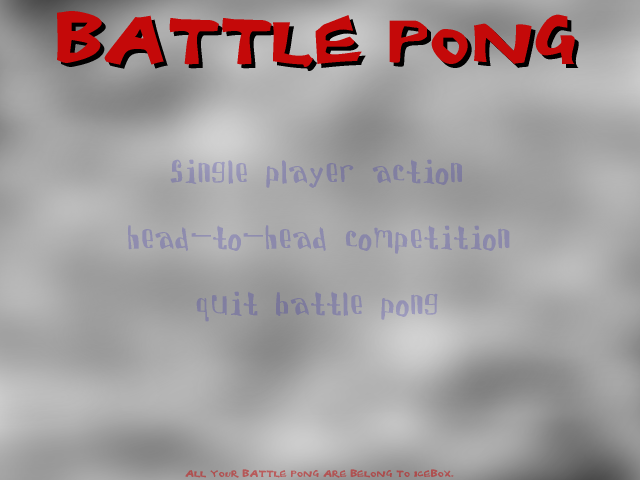 BATTLE PONG
Single player action
head-to-head competition
quit battle pong
ALL YOUR BATTLE PONG ARE BELONG TO ICEBOX.